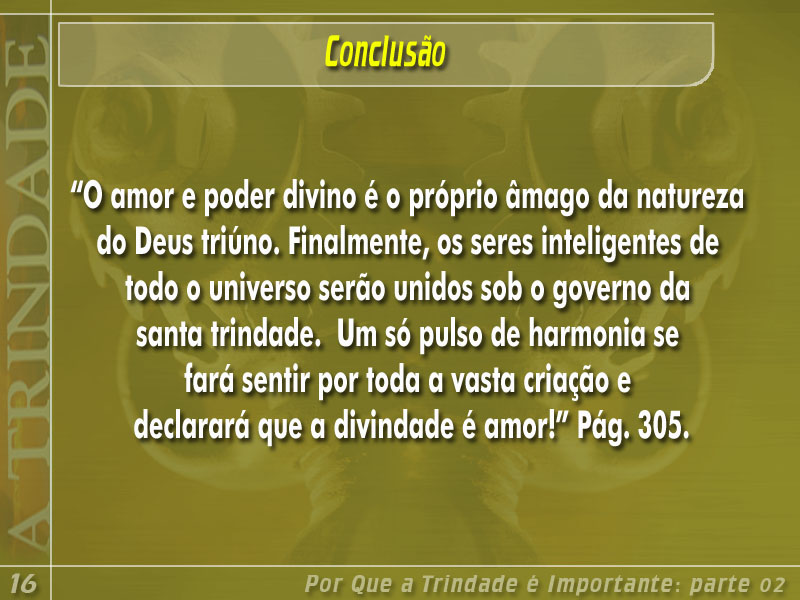 Conclusão
A TRINDADE
“O amor e poder divino é o próprio âmago da natureza
do Deus triúno. Finalmente, os seres inteligentes de
todo o universo serão unidos sob o governo da
santa trindade.  Um só pulso de harmonia se
fará sentir por toda a vasta criação e
declarará que a divindade é amor!” Pág. 305.
16
Por Que a Trindade é Importante: parte 02